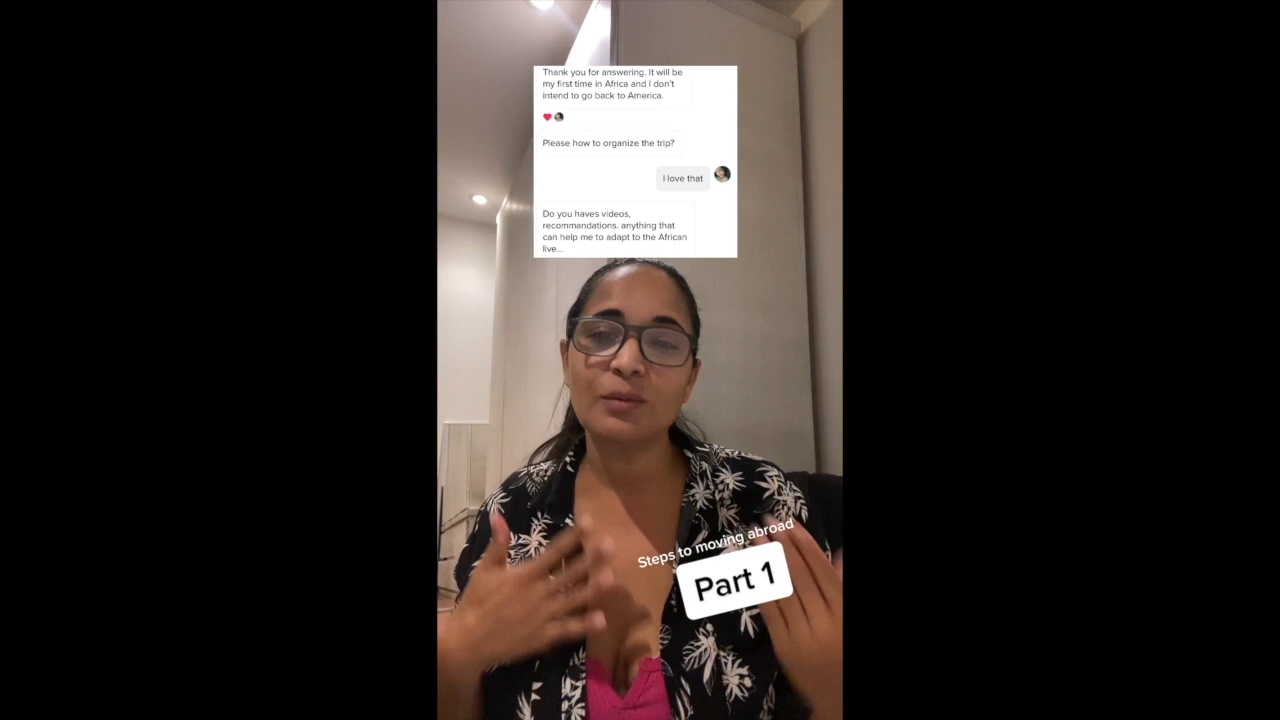 Thank you for answering. It will be
my first time in Africa and I don't
intend to go back to America.
Please how to organize the trip?
I love that
Do you haves videos,
recommandations. anything that
can help me to adapt to the African
live...
Steps to moving abroad
Part 1